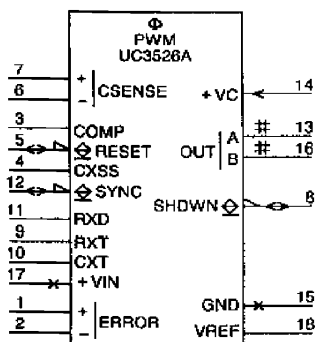 Φ
PWM
UC3526A
7 +
CSENSE
6 −
14 +VC
3 COMP
5 RESET
A # 13
OUT
B # 16
4 CXSS
12 SYNC
SHDWN 8
11 RXD
9 RXT
10 CXT
17 +VIN
GND 15
1 +
ERROR
2 −
VREF 18